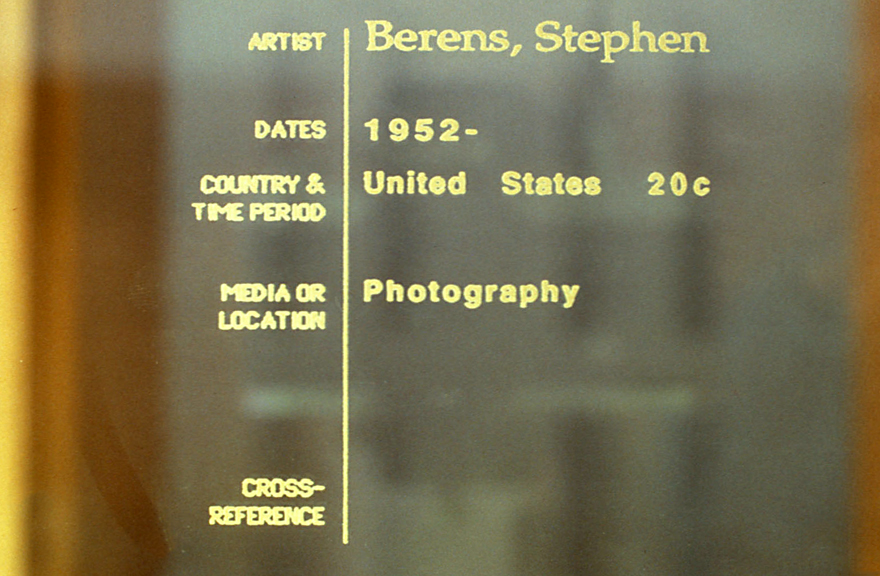 ARTIST Berens, Stephen
DATES 1952-
COUNTRY & United States 20c
TIME PERIOD
MEDIA OR Photography
LOCATION
CROSS-
REFERENCE